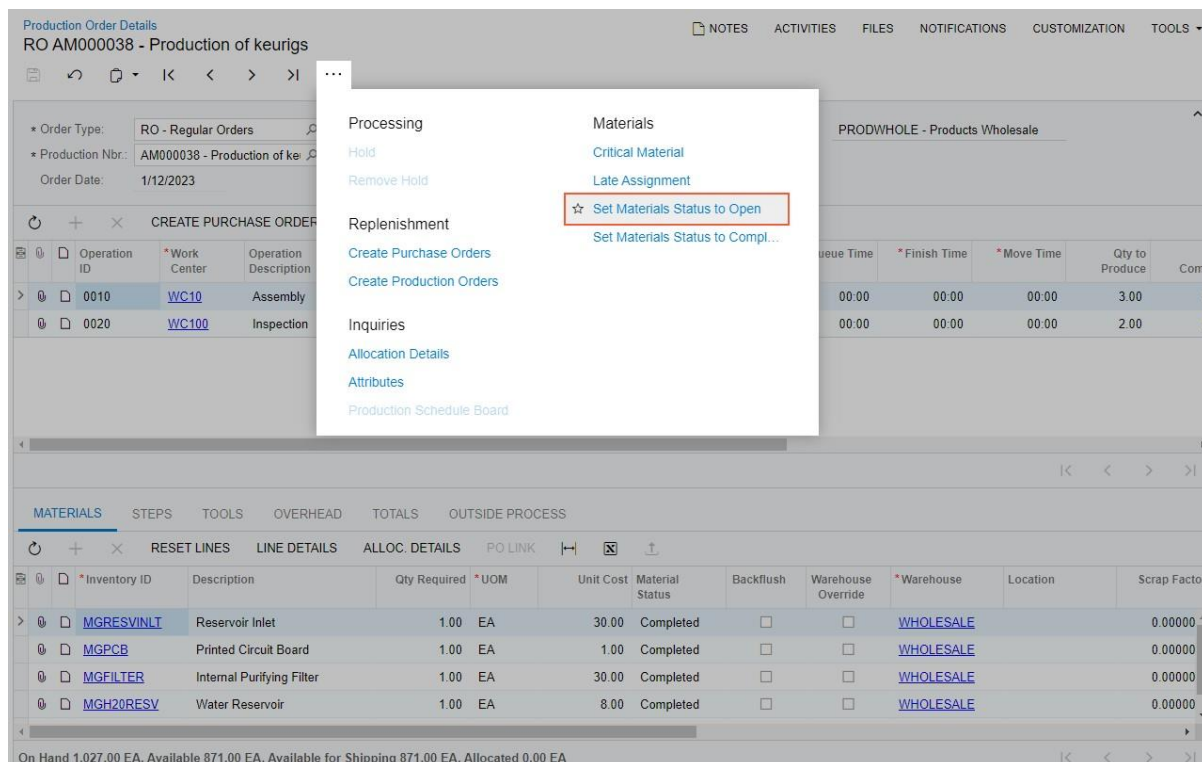 Production Order Details
NOTES ACTIVITIES FILES NOTIFICATIONS CUSTOMIZATION TOOLS
RO AM000038 - Production of keurigs
* Order Type: RO - Regular Orders
PRODWHOLE - Products Wholesale
* Production Nbr.: AM000038 - Production of ke
Order Date: 1/12/2023
Processing
Hold
Remove Hold
Replenishment
Create Purchase Orders
Create Production Orders
Inquiries
Allocation Details
Attributes
Production Schedule Board
Materials
Critical Material
Late Assignment
Set Materials Status to Open
Set Materials Status to Compl...
CREATE PURCHASE ORDER
Operation ID *Work Center Operation Description ueue Time *Finish Time *Move Time Qty to Produce Com
0010 WC10 Assembly 00:00 00:00 00:00 3.00
0020 WC100 Inspection 00:00 00:00 00:00 2.00
MATERIALS STEPS TOOLS OVERHEAD TOTALS OUTSIDE PROCESS
RESET LINES LINE DETAILS ALLOC. DETAILS PO LINK
*Inventory ID Description Qty Required *UOM Unit Cost Material Status Backflush Warehouse Override *Warehouse Location Scrap Facto
MGRESVINLT Reservoir Inlet 1.00 EA 30.00 Completed WHOLESALE 0.00000
MGPCB Printed Circuit Board 1.00 EA 1.00 Completed WHOLESALE 0.00000
MGFILTER Internal Purifying Filter 1.00 EA 30.00 Completed WHOLESALE 0.00000
MGH20RESV Water Reservoir 1.00 EA 8.00 Completed WHOLESALE 0.00000
On Hand 1,027.00 EA, Available 871.00 EA, Available for Shipping 871.00 EA, Allocated 0.00 EA